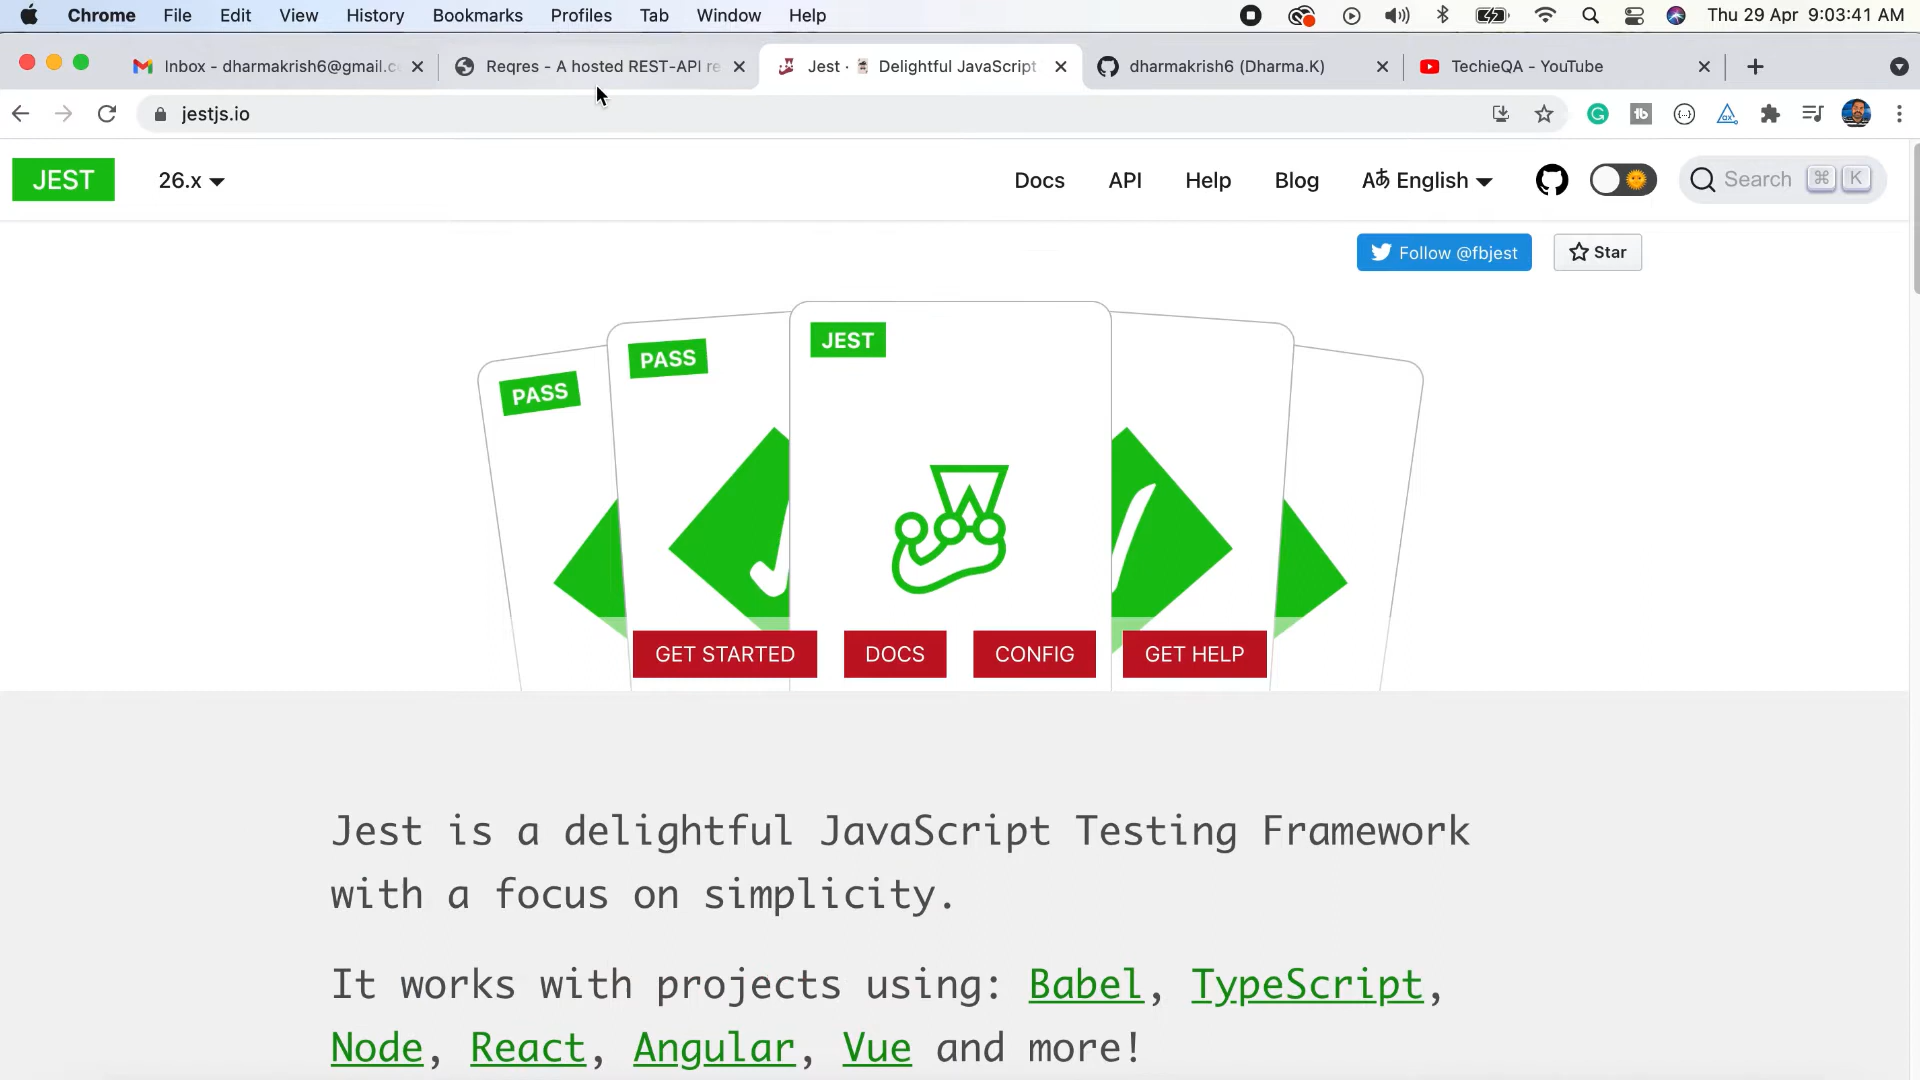 Chrome File Edit View History Bookmarks Profiles Tab Window Help Thu 29 Apr 9:03:41 AM
Inbox - dharmakrish6@gmail.c Reqres - A hosted REST-API re Jest · Delightful JavaScript dharmakrish6 (Dharma.K) TechieQA - YouTube
jestjs.io
JEST 26.x Docs API Help Blog English Search ⌘ K
Follow @fbjest Star
JEST
PASS
PASS
GET STARTED DOCS CONFIG GET HELP
Jest is a delightful JavaScript Testing Framework
with a focus on simplicity.
It works with projects using: Babel, TypeScript,
Node, React, Angular, Vue and more!